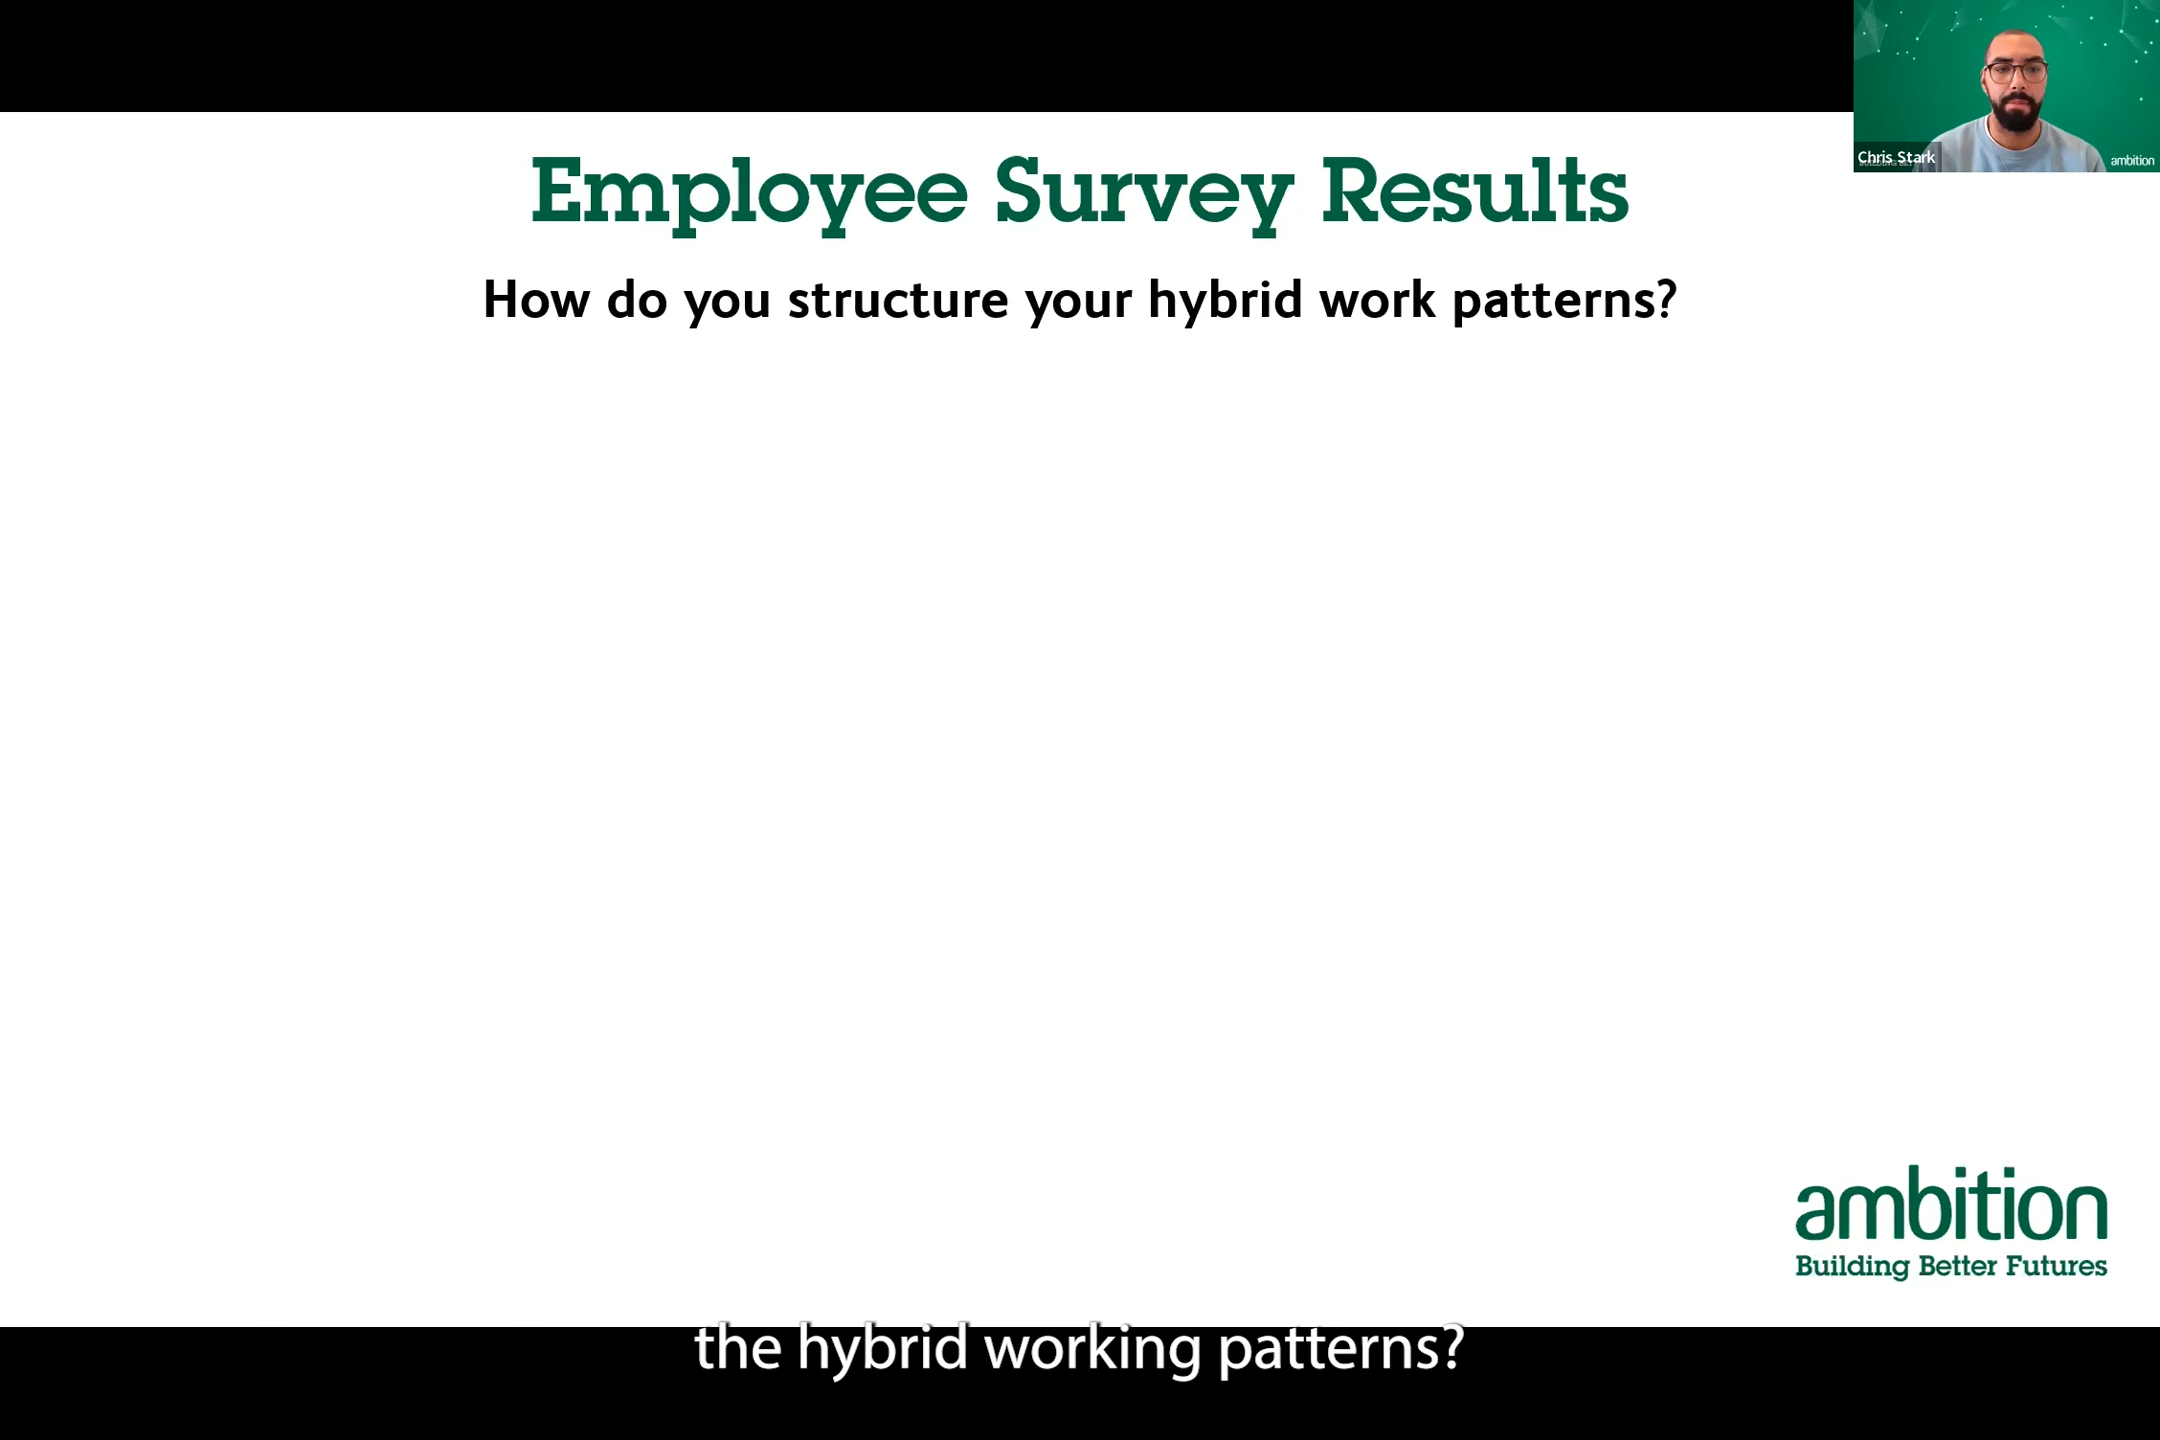 Chris Stark
ambition
Employee Survey Results
How do you structure your hybrid work patterns?
ambition
Building Better Futures
the hybrid working patterns?